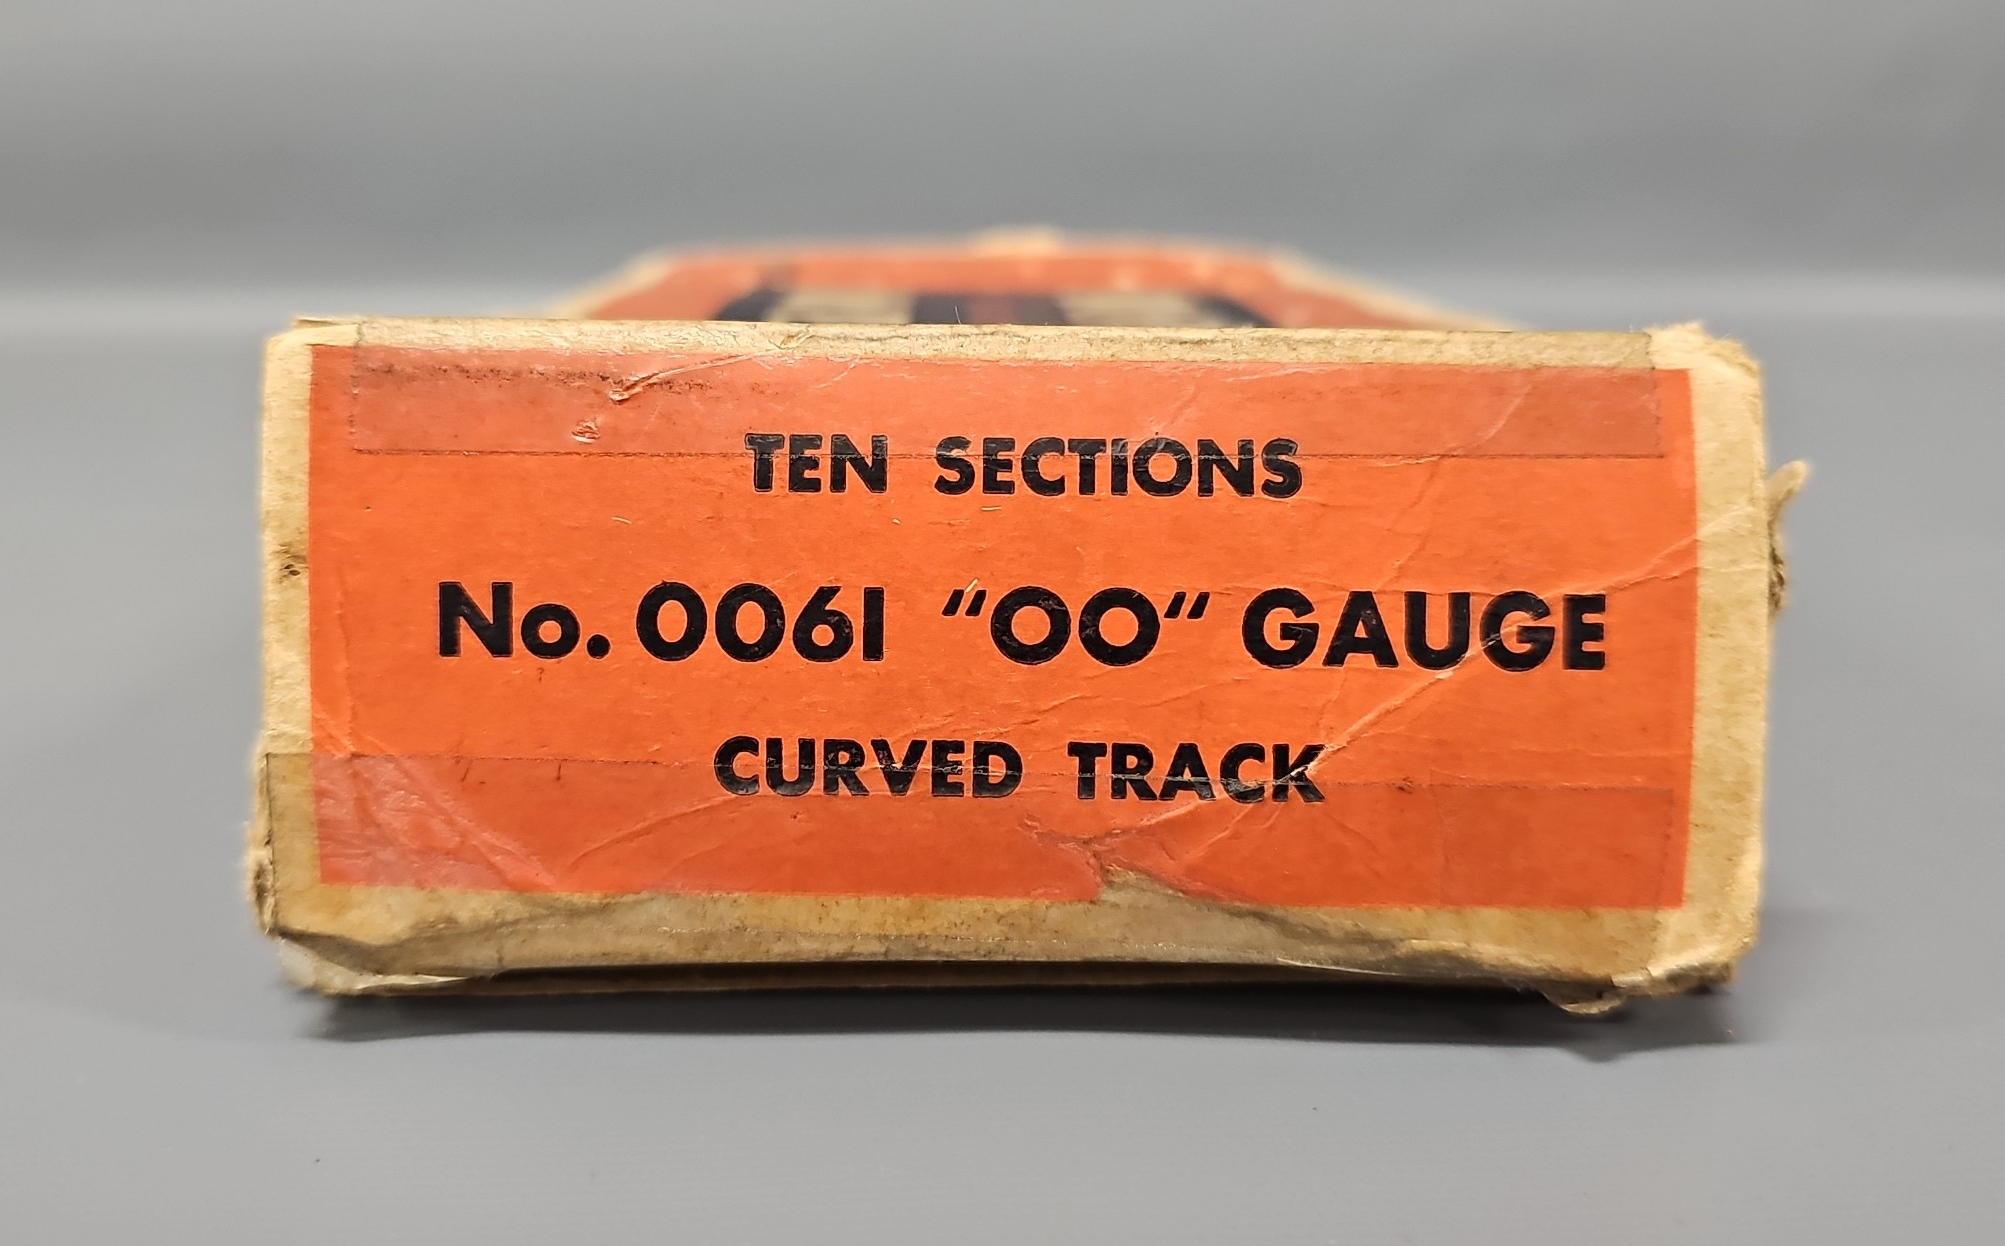 TEN SECTIONS
No. 0061 “OO“ GAUGE
CURVED TRACK